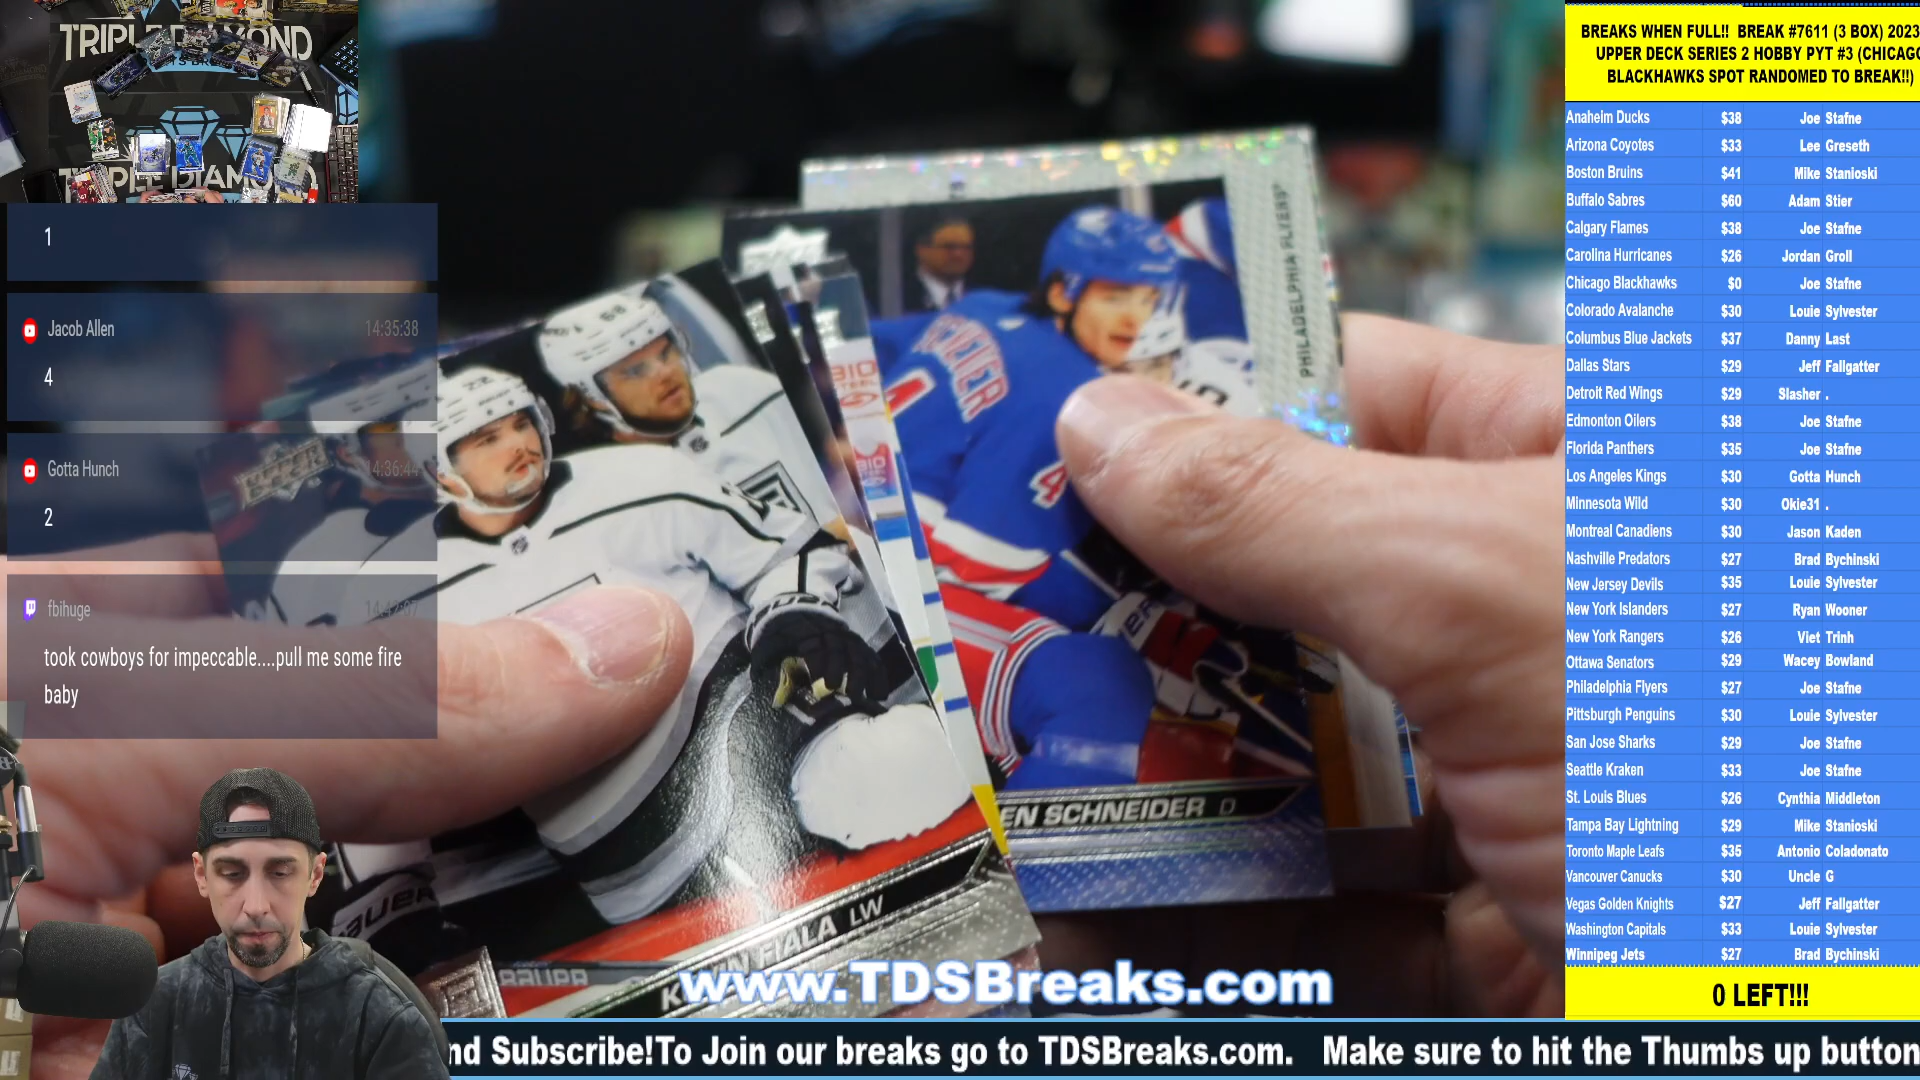 TRIPLE DIAMOND
1
Jacob Allen 14:35:38
4
Gotta Hunch 14:36:44
2
fbihuge
took cowboys for impeccable....pull me some fire
baby
PHILADELPHIA FLYERS
UPPER DECK
EN SCHNEIDER D
FIALA LW
BAUER
www.TDSBreaks.com
nd Subscribe!To Join our breaks go to TDSBreaks.com. Make sure to hit the Thumbs up button
BREAKS WHEN FULL!! BREAK #7611 (3 BOX) 2023
UPPER DECK SERIES 2 HOBBY PYT #3 (CHICAGO
BLACKHAWKS SPOT RANDOMED TO BREAK!!)
Anaheim Ducks $38 Joe Stafne
Arizona Coyotes $33 Lee Greseth
Boston Bruins $41 Mike Stanioski
Buffalo Sabres $60 Adam Stier
Calgary Flames $38 Joe Stafne
Carolina Hurricanes $26 Jordan Groll
Chicago Blackhawks $0 Joe Stafne
Colorado Avalanche $30 Louie Sylvester
Columbus Blue Jackets $37 Danny Last
Dallas Stars $29 Jeff Fallgatter
Detroit Red Wings $29 Slasher .
Edmonton Oilers $38 Joe Stafne
Florida Panthers $35 Joe Stafne
Los Angeles Kings $30 Gotta Hunch
Minnesota Wild $30 Okie31 .
Montreal Canadiens $30 Jason Kaden
Nashville Predators $27 Brad Bychinski
New Jersey Devils $35 Louie Sylvester
New York Islanders $27 Ryan Wooner
New York Rangers $26 Viet Trinh
Ottawa Senators $29 Wacey Bowland
Philadelphia Flyers $27 Joe Stafne
Pittsburgh Penguins $30 Louie Sylvester
San Jose Sharks $29 Joe Stafne
Seattle Kraken $33 Joe Stafne
St. Louis Blues $26 Cynthia Middleton
Tampa Bay Lightning $29 Mike Stanioski
Toronto Maple Leafs $35 Antonio Coladonato
Vancouver Canucks $30 Uncle G
Vegas Golden Knights $27 Jeff Fallgatter
Washington Capitals $33 Louie Sylvester
Winnipeg Jets $27 Brad Bychinski
0 LEFT!!!